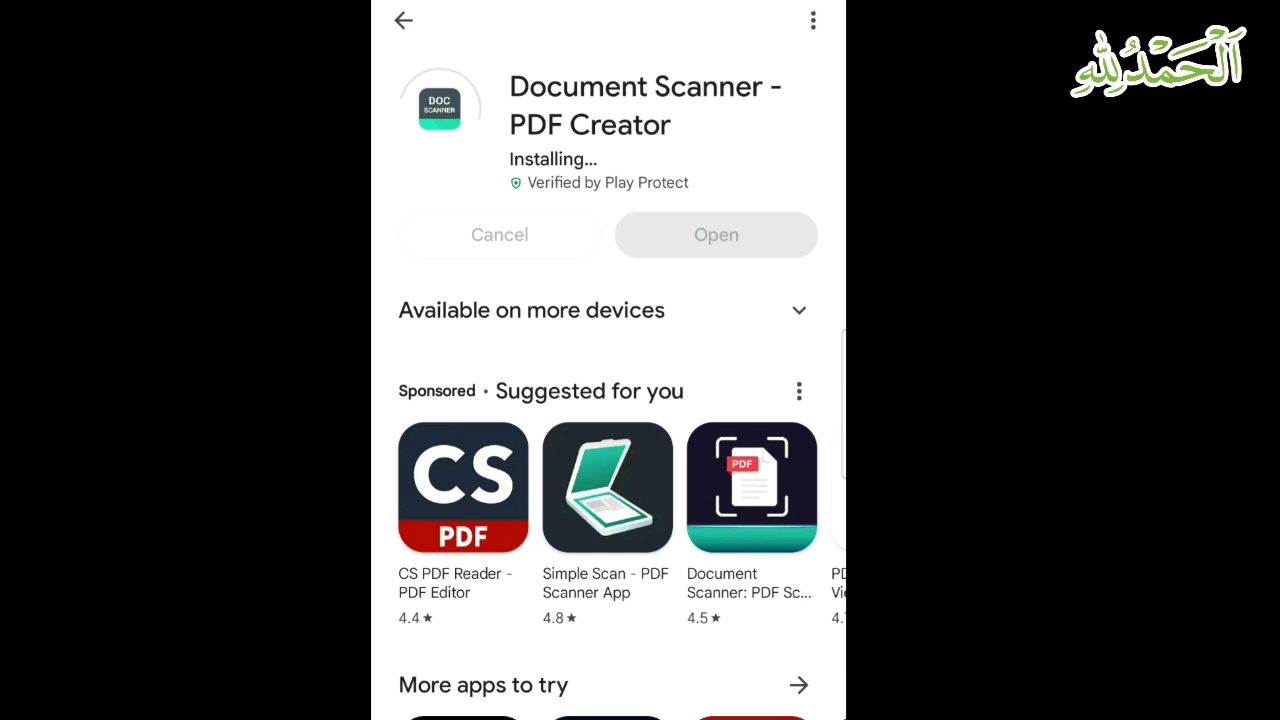 اَلْحَمْدُلِلّٰهِ
Document Scanner -
PDF Creator
DOC
SCANNER
Installing...
Verified by Play Protect
Cancel
Open
Available on more devices
Sponsored • Suggested for you
CS
PDF
PDF
CS PDF Reader -
PDF Editor
4.4★
Simple Scan - PDF
Scanner App
4.8★
Document
Scanner: PDF Sc...
4.5★
More apps to try